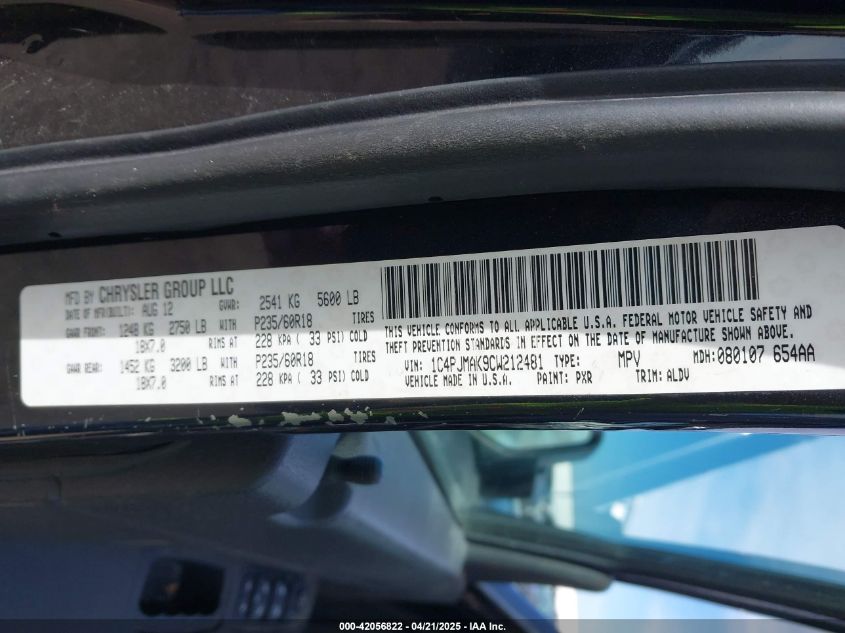 MFD BY CHRYSLER GROUP LLC
DATE OF MFR(BUILT): AUG 12 GVWR: 2541 KG 5600 LB
GAWR FRONT: 1248 KG 2750 LB WITH P235/60R18 TIRES
18X7.0 RIMS AT 228 KPA ( 33 PSI) COLD
GAWR REAR: 1452 KG 3200 LB WITH P235/60R18 TIRES
18X7.0 RIMS AT 228 KPA ( 33 PSI) COLD
THIS VEHICLE CONFORMS TO ALL APPLICABLE U.S.A. FEDERAL MOTOR VEHICLE SAFETY AND
THEFT PREVENTION STANDARDS IN EFFECT ON THE DATE OF MANUFACTURE SHOWN ABOVE.
VIN: 1C4PJMAK9CW212481 TYPE: MPV MDH: 080107 654AA
VEHICLE MADE IN U.S.A. PAINT: PXR TRIM: ALDV
000-42056822 - 04/21/2025 - IAA Inc.